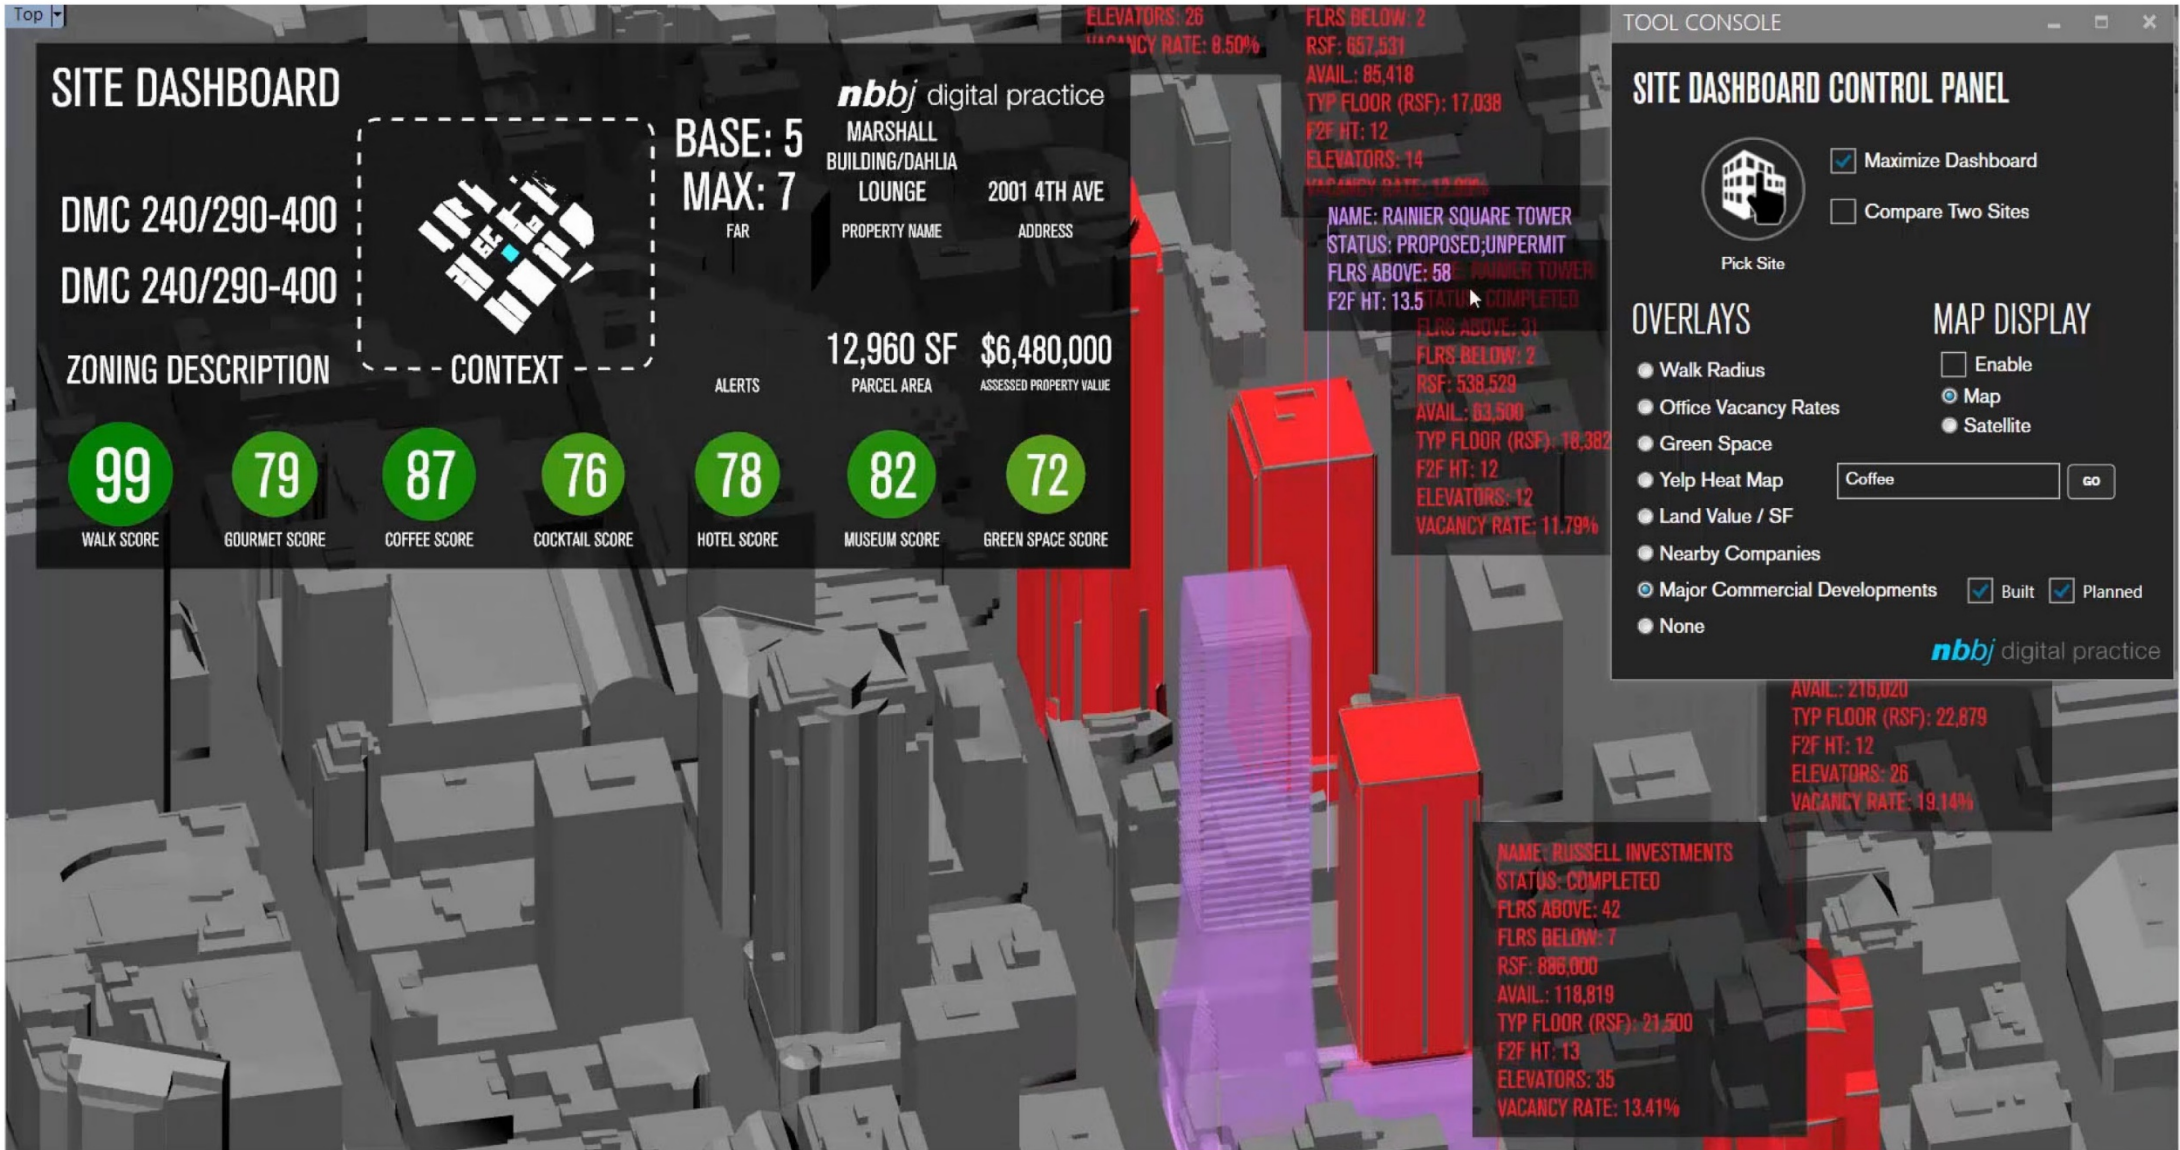 Top
SITE DASHBOARD
nbbj digital practice
DMC 240/290-400
DMC 240/290-400
ZONING DESCRIPTION
CONTEXT
BASE: 5
MAX: 7
FAR
MARSHALL
BUILDING/DAHLIA
LOUNGE
PROPERTY NAME
2001 4TH AVE
ADDRESS
ALERTS
12,960 SF
PARCEL AREA
$6,480,000
ASSESSED PROPERTY VALUE
99
WALK SCORE
79
GOURMET SCORE
87
COFFEE SCORE
76
COCKTAIL SCORE
78
HOTEL SCORE
82
MUSEUM SCORE
72
GREEN SPACE SCORE
ELEVATORS: 26
VACANCY RATE: 8.50%
FLRS BELOW: 2
RSF: 657,531
AVAIL.: 85,418
TYP FLOOR (RSF): 17,038
F2F HT: 12
ELEVATORS: 14
VACANCY RATE:
NAME: RAINIER SQUARE TOWER
STATUS: PROPOSED;UNPERMIT
FLRS ABOVE: 58
F2F HT: 13.5
RAINIER TOWER
STATUS: COMPLETED
FLRS ABOVE: 31
FLRS BELOW: 2
RSF: 538,529
AVAIL.: 63,500
TYP FLOOR (RSF): 18,382
F2F HT: 12
ELEVATORS: 12
VACANCY RATE: 11.79%
TOOL CONSOLE
SITE DASHBOARD CONTROL PANEL
Pick Site
Maximize Dashboard
Compare Two Sites
OVERLAYS
Walk Radius
Office Vacancy Rates
Green Space
Yelp Heat Map
Land Value / SF
Nearby Companies
Major Commercial Developments
None
MAP DISPLAY
Enable
Map
Satellite
Coffee
GO
Built
Planned
nbbj digital practice
AVAIL.: 216,020
TYP FLOOR (RSF): 22,879
F2F HT: 12
ELEVATORS: 26
VACANCY RATE: 19.14%
NAME: RUSSELL INVESTMENTS
STATUS: COMPLETED
FLRS ABOVE: 42
FLRS BELOW: 7
RSF: 886,000
AVAIL.: 118,819
TYP FLOOR (RSF): 21,500
F2F HT: 13
ELEVATORS: 35
VACANCY RATE: 13.41%